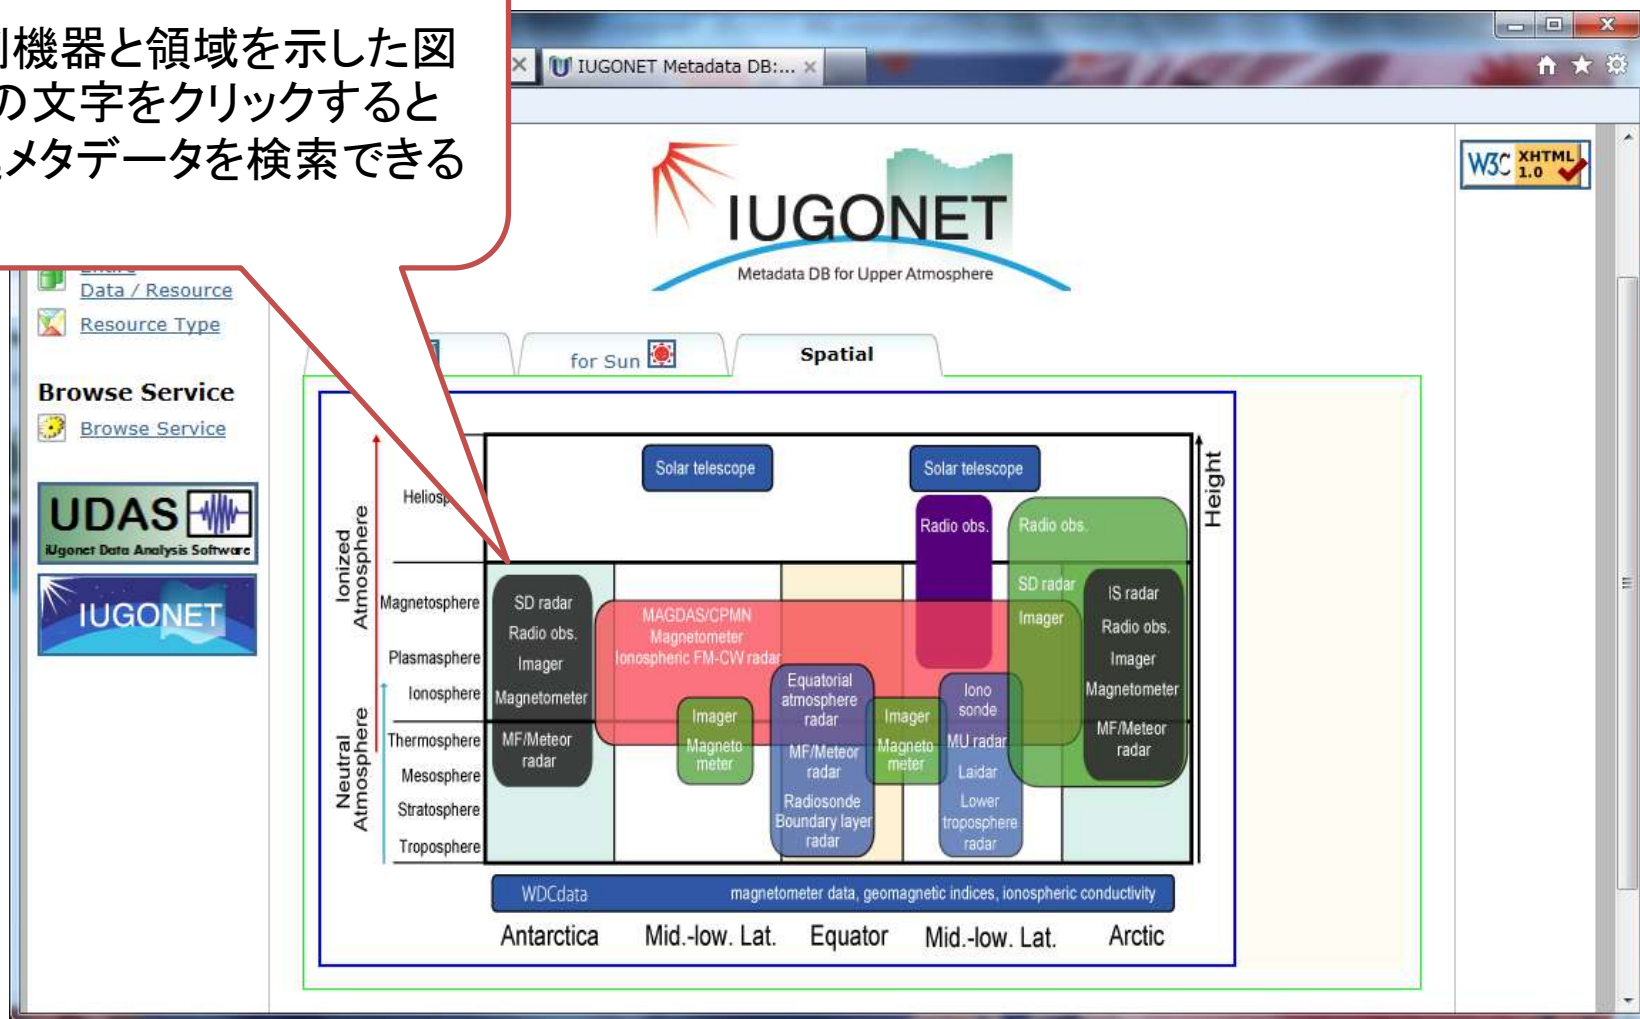 機器と領域を示した図
の文字をクリックすると
メタデータを検索できる
IUGONET Metadata DB:...
W3C XHTML 1.0
IUGONET
Metadata DB for Upper Atmosphere
Data / Resource
Resource Type
Browse Service
Browse Service
UDAS
iUgonet Data Analysis Software
IUGONET
for Sun
Spatial
Ionized Atmosphere
Neutral Atmosphere
Height
Heliosp
Magnetosphere
Plasmasphere
Ionosphere
Thermosphere
Mesosphere
Stratosphere
Troposphere
Solar telescope
Solar telescope
SD radar
Radio obs.
Imager
Magnetometer
MF/Meteor
radar
MAGDAS/CPMN
Magnetometer
Ionospheric FM-CW radar
Imager
Magneto
meter
Equatorial
atmosphere
radar
MF/Meteor
radar
Radiosonde
Boundary layer
radar
Imager
Magneto
meter
Radio obs.
Iono
sonde
MU radar
Laidar
Lower
troposphere
radar
Radio obs.
SD radar
Imager
IS radar
Radio obs.
Imager
Magnetometer
MF/Meteor
radar
WDCdata
magnetometer data, geomagnetic indices, ionospheric conductivity
Antarctica
Mid.-low. Lat.
Equator
Mid.-low. Lat.
Arctic